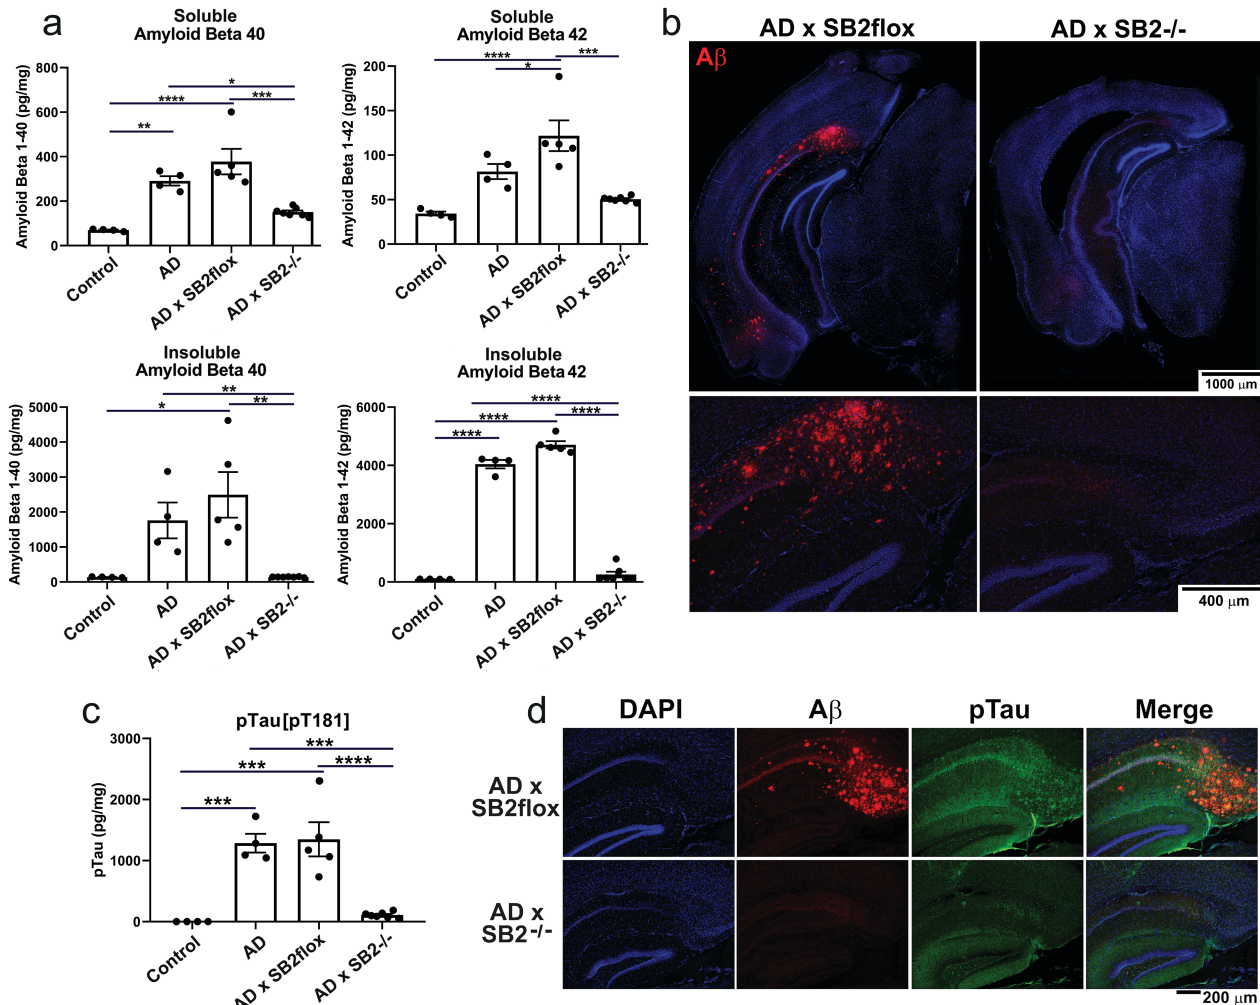 a
Soluble
Amyloid Beta 40
Amyloid Beta 1-40 (pg/mg)
800
600
400
200
0
*
****
***
**
Control
AD
AD x SB2flox
AD x SB2-/-
Soluble
Amyloid Beta 42
Amyloid Beta 1-42 (pg/mg)
200
150
100
50
0
****
***
*
Control
AD
AD x SB2flox
AD x SB2-/-
Insoluble
Amyloid Beta 40
Amyloid Beta 1-40 (pg/mg)
5000
4000
3000
2000
1000
0
**
*
**
Control
AD
AD x SB2flox
AD x SB2-/-
Insoluble
Amyloid Beta 42
Amyloid Beta 1-42 (pg/mg)
6000
4000
2000
0
****
****
****
****
Control
AD
AD x SB2flox
AD x SB2-/-
b
AD x SB2flox
AD x SB2-/-
Aβ
1000 μm
400 μm
c
pTau[pT181]
pTau (pg/mg)
3000
2000
1000
0
***
***
****
***
Control
AD
AD x SB2flox
AD x SB2-/-
d
DAPI
Aβ
pTau
Merge
AD x
SB2flox
AD x
SB2-/-
200 μm